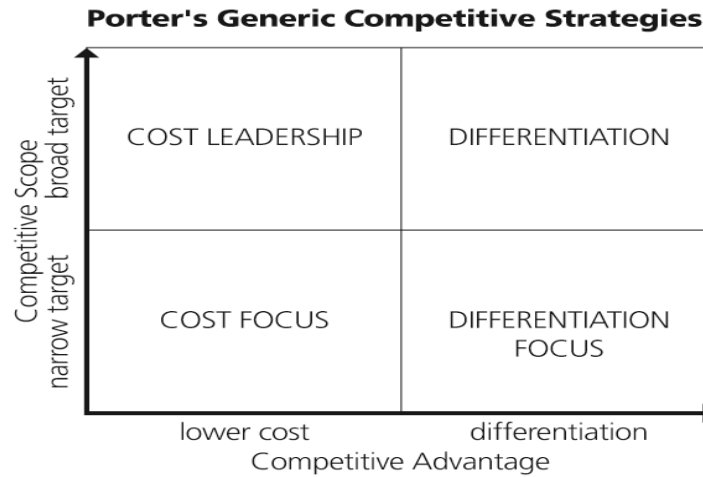 Porter's Generic Competitive Strategies
Competitive Scope
broad target
narrow target
COST LEADERSHIP
DIFFERENTIATION
COST FOCUS
DIFFERENTIATION
FOCUS
lower cost
differentiation
Competitive Advantage